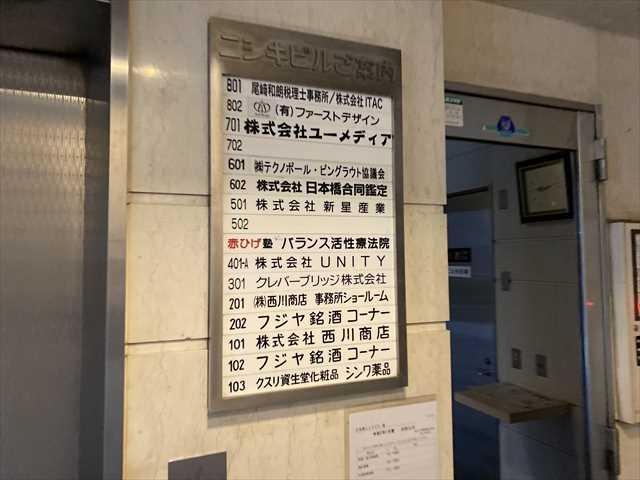 ニシキビルご案内
801 尾崎和朗税理士事務所／株式会社ITAC
802 (有)ファーストデザイン
701 株式会社ユーメディア
702
601 ㈱テクノポール・ピングラウト協議会
602 株式会社 日本橋合同鑑定
501 株式会社 新星産業
502
赤ひげ塾 バランス活性療法院
401-A 株式会社 UNITY
301 クレバーブリッジ株式会社
201 ㈱西川商店 事務所ショールーム
202 フジヤ銘酒コーナー
101 株式会社 西川商店
102 フジヤ銘酒コーナー
103 クスリ資生堂化粧品 シンワ薬品